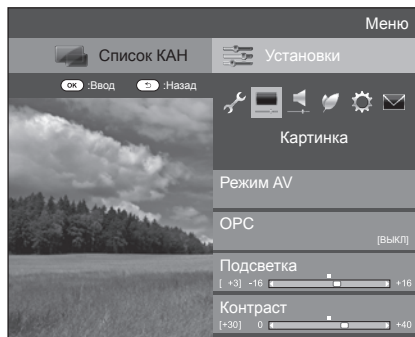 Меню
Список КАН
Установки
OK :Ввод :Назад
Картинка
Режим AV
OPC
[ВЫКЛ]
Подсветка
[ +3] -16 +16
Контраст
[+30] 0 +40